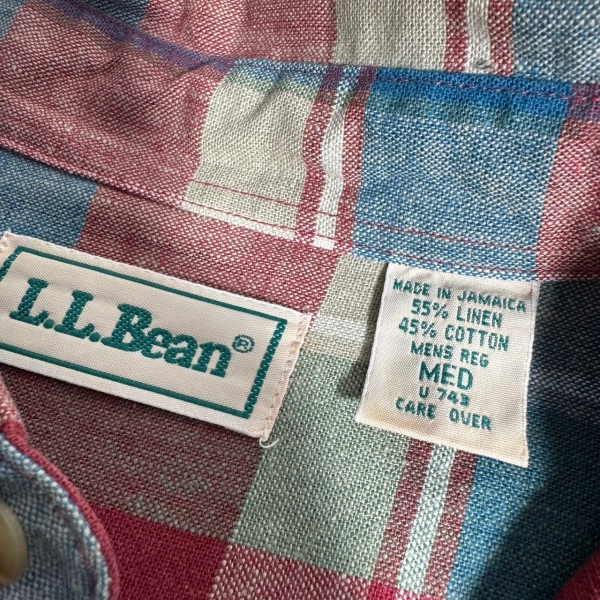 L.L.Bean®
MADE IN JAMAICA
55% LINEN
45% COTTON
MENS REG
MED
U 743
CARE OVER